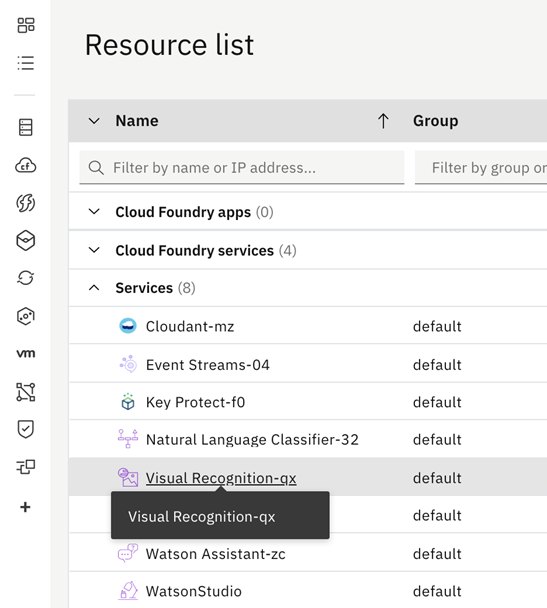 Resource list
Name Group
Filter by name or IP address... Filter by group or
Cloud Foundry apps (0)
Cloud Foundry services (4)
Services (8)
cf
Cloudant-mz default
Event Streams-04 default
Key Protect-f0 default
vm
Natural Language Classifier-32 default
Visual Recognition-qx default
Visual Recognition-qx default
Watson Assistant-zc default
WatsonStudio default